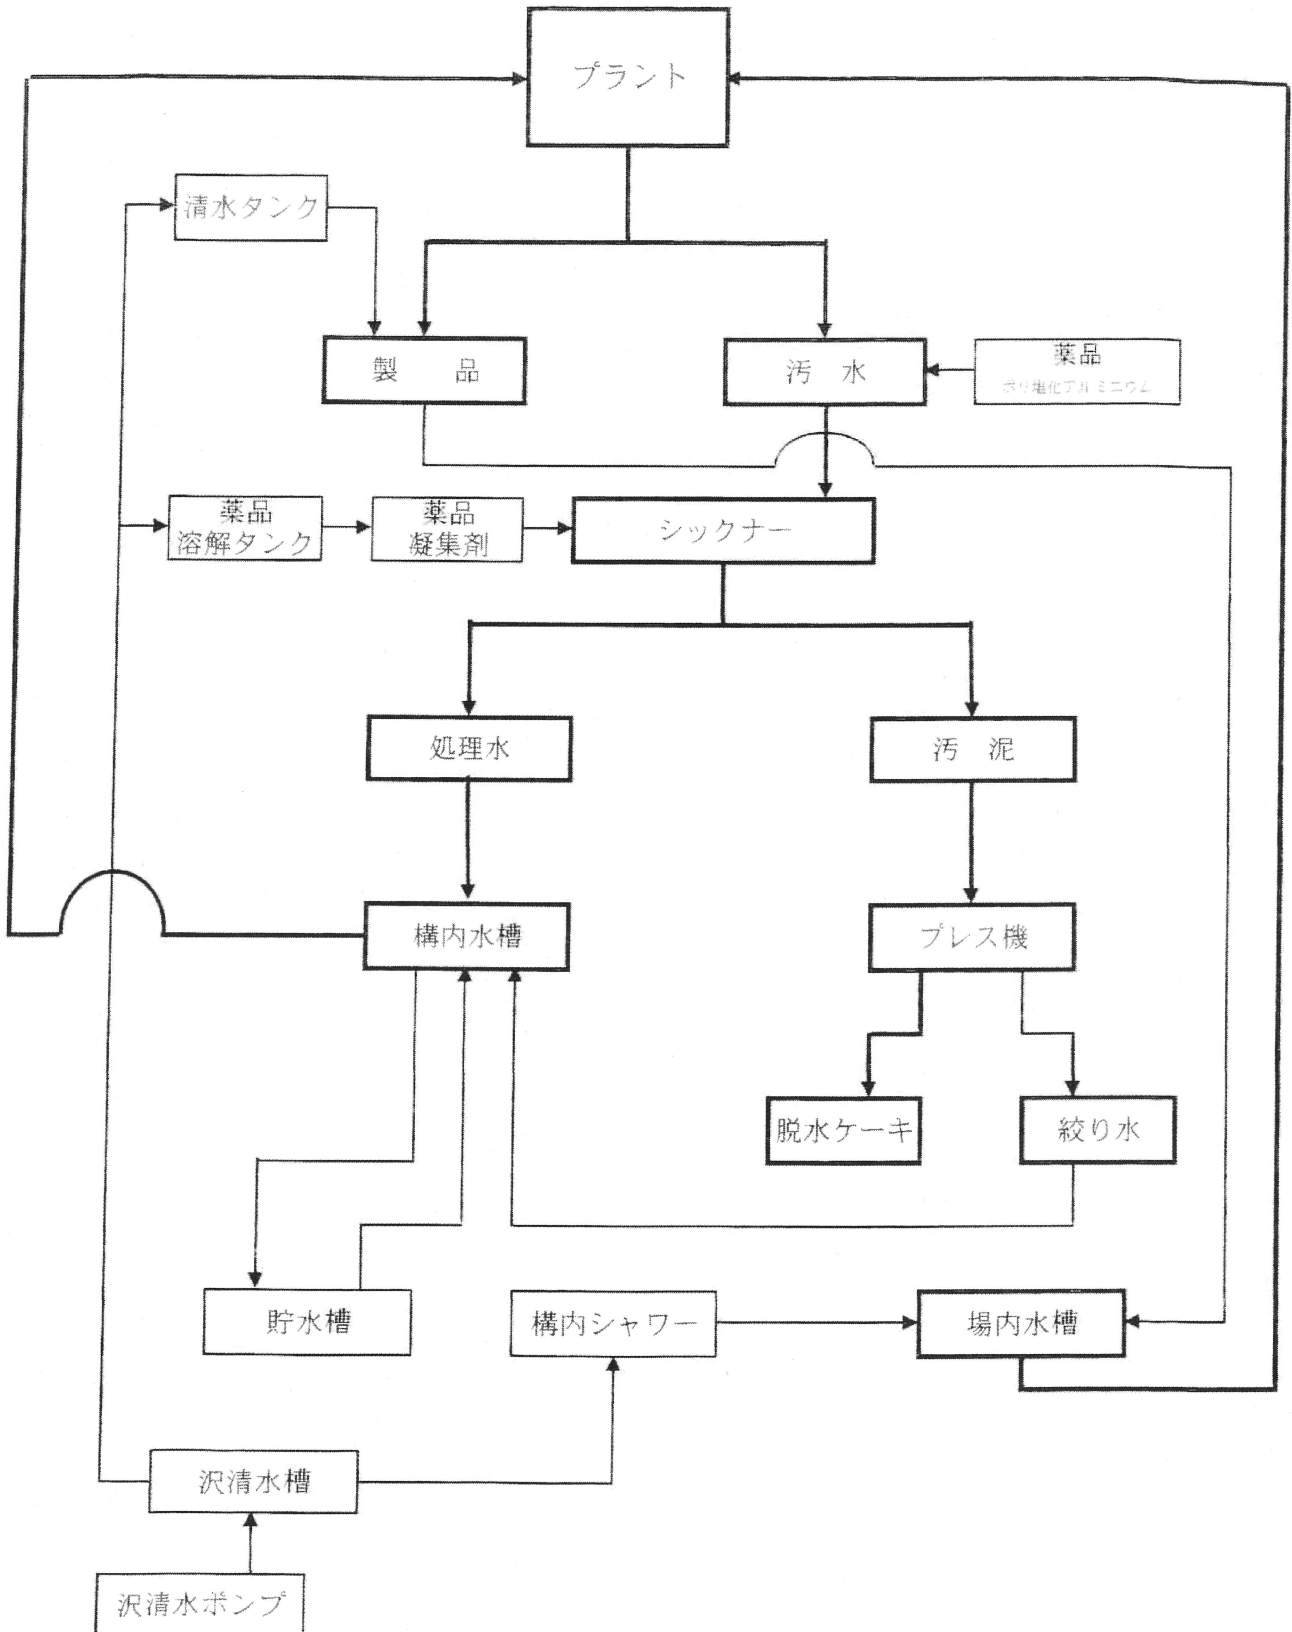 プラント
清水タンク
製　品
汚　水
薬品
ポリ塩化アルミニウム
薬品
溶解タンク
薬品
凝集剤
シックナー
処理水
汚　泥
構内水槽
プレス機
脱水ケーキ
絞り水
貯水槽
構内シャワー
場内水槽
沢清水槽
沢清水ポンプ